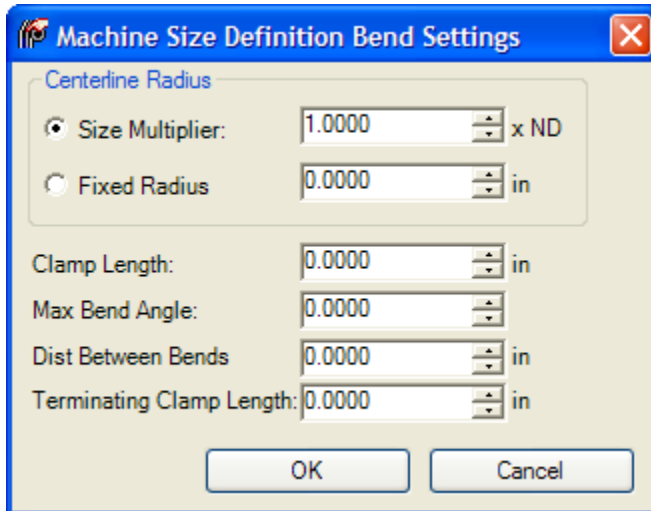 Machine Size Definition Bend Settings
Centerline Radius
Size Multiplier: 1.0000 x ND
Fixed Radius 0.0000 in
Clamp Length: 0.0000 in
Max Bend Angle: 0.0000
Dist Between Bends 0.0000 in
Terminating Clamp Length: 0.0000 in
OK Cancel